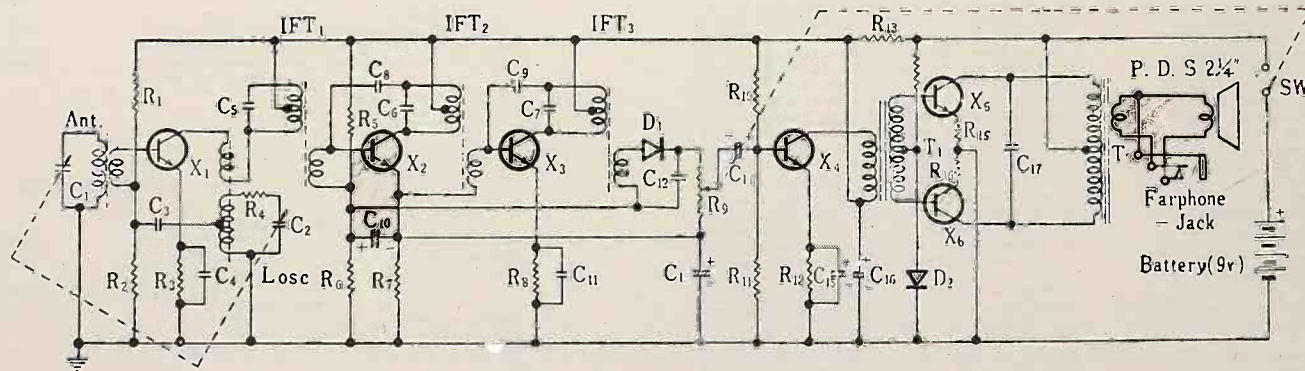 IFT₁
IFT₂
IFT₃
R₁₃
P. D. S 2¼"
SW
Ant.
C₁
R₁
X₁
C₅
R₅
C₈
C₆
X₂
C₉
C₇
X₃
D₁
C₁₂
R₉
C₁
X₄
T₁
X₅
R₁₅
R₁₆
X₆
C₁₇
T
Earphone
-Jack
C₃
R₄
C₂
C₁₀
R₂
R₃
C₄
Losc
R₆
R₇
R₈
C₁₁
C₁
R₁₁
R₁₂
C₁₅
C₁₆
D₂
+
Battery(9v)